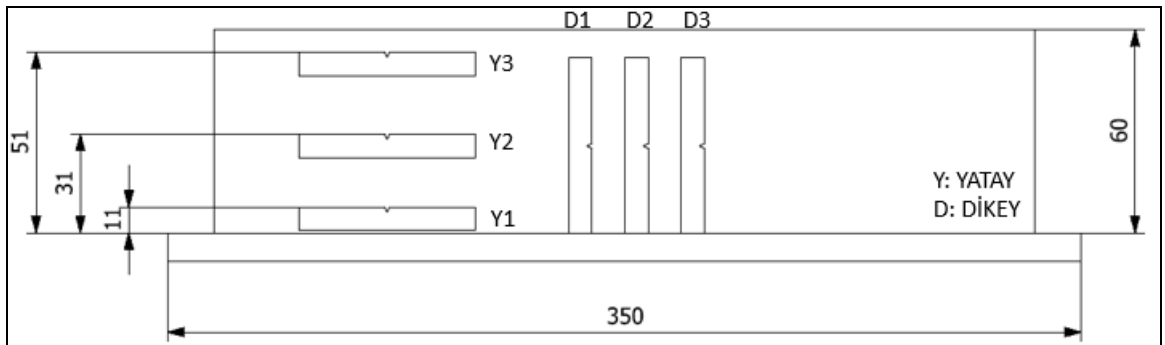 D1 D2 D3
Y3
51
60
Y2
31
Y: YATAY
D: DİKEY
11
Y1
350